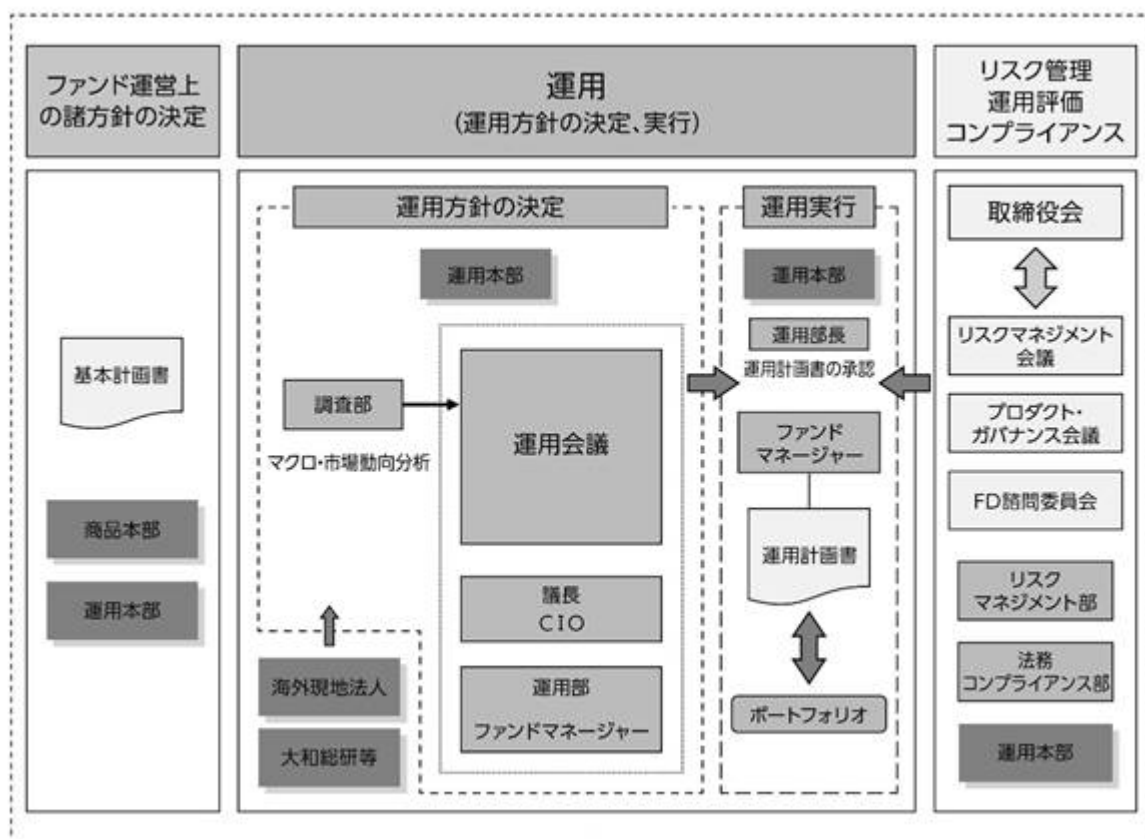 ファンド運営上
の諸方針の決定
基本計画書
商品本部
運用本部
運用
(運用方針の決定、実行)
運用方針の決定
運用本部
調査部
マクロ・市場動向分析
運用会議
議長
CIO
運用部
ファンドマネージャー
海外現地法人
大和総研等
運用実行
運用本部
運用部長
運用計画書の承認
ファンド
マネージャー
運用計画書
ポートフォリオ
リスク管理
運用評価
コンプライアンス
取締役会
リスクマネジメント
会議
プロダクト・
ガバナンス会議
FD諮問委員会
リスク
マネジメント部
法務
コンプライアンス部
運用本部